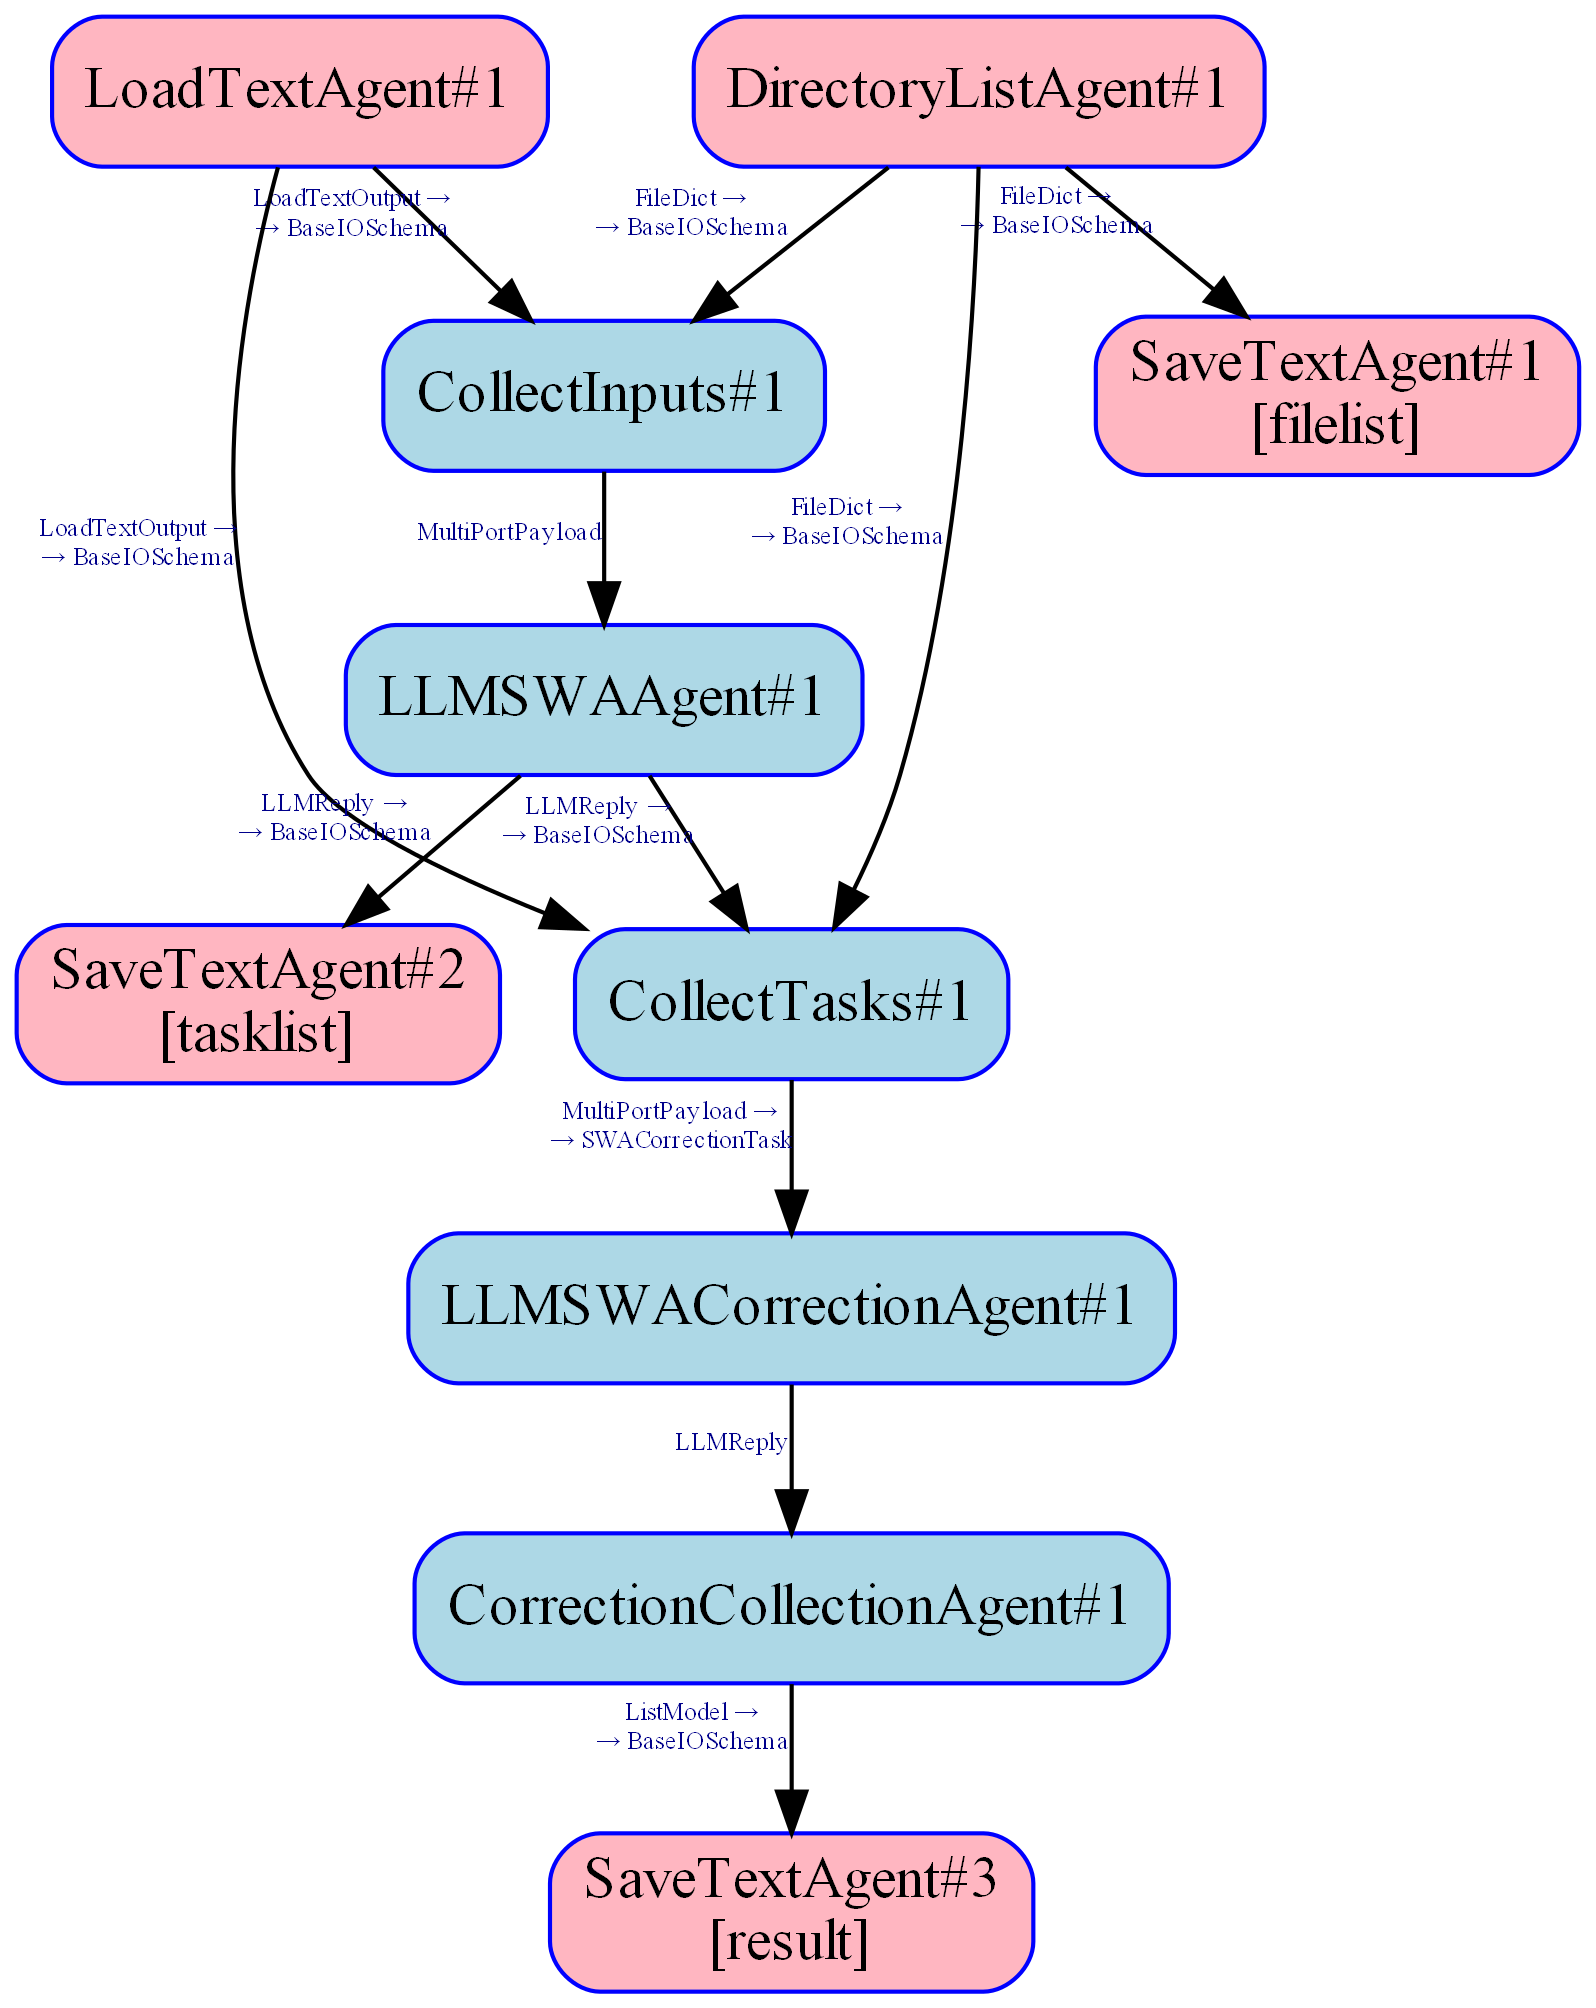 LoadTextAgent#1
DirectoryListAgent#1
LoadTextOutput →
→ BaseIOSchema
FileDict →
→ BaseIOSchema
FileDict →
→ BaseIOSchema
CollectInputs#1
SaveTextAgent#1
[filelist]
LoadTextOutput →
→ BaseIOSchema
MultiPortPayload
FileDict →
→ BaseIOSchema
LLMSWAAgent#1
LLMReply →
→ BaseIOSchema
LLMReply →
→ BaseIOSchema
SaveTextAgent#2
[tasklist]
CollectTasks#1
MultiPortPayload →
→ SWACorrectionTask
LLMSWACorrectionAgent#1
LLMReply
CorrectionCollectionAgent#1
ListModel →
→ BaseIOSchema
SaveTextAgent#3
[result]